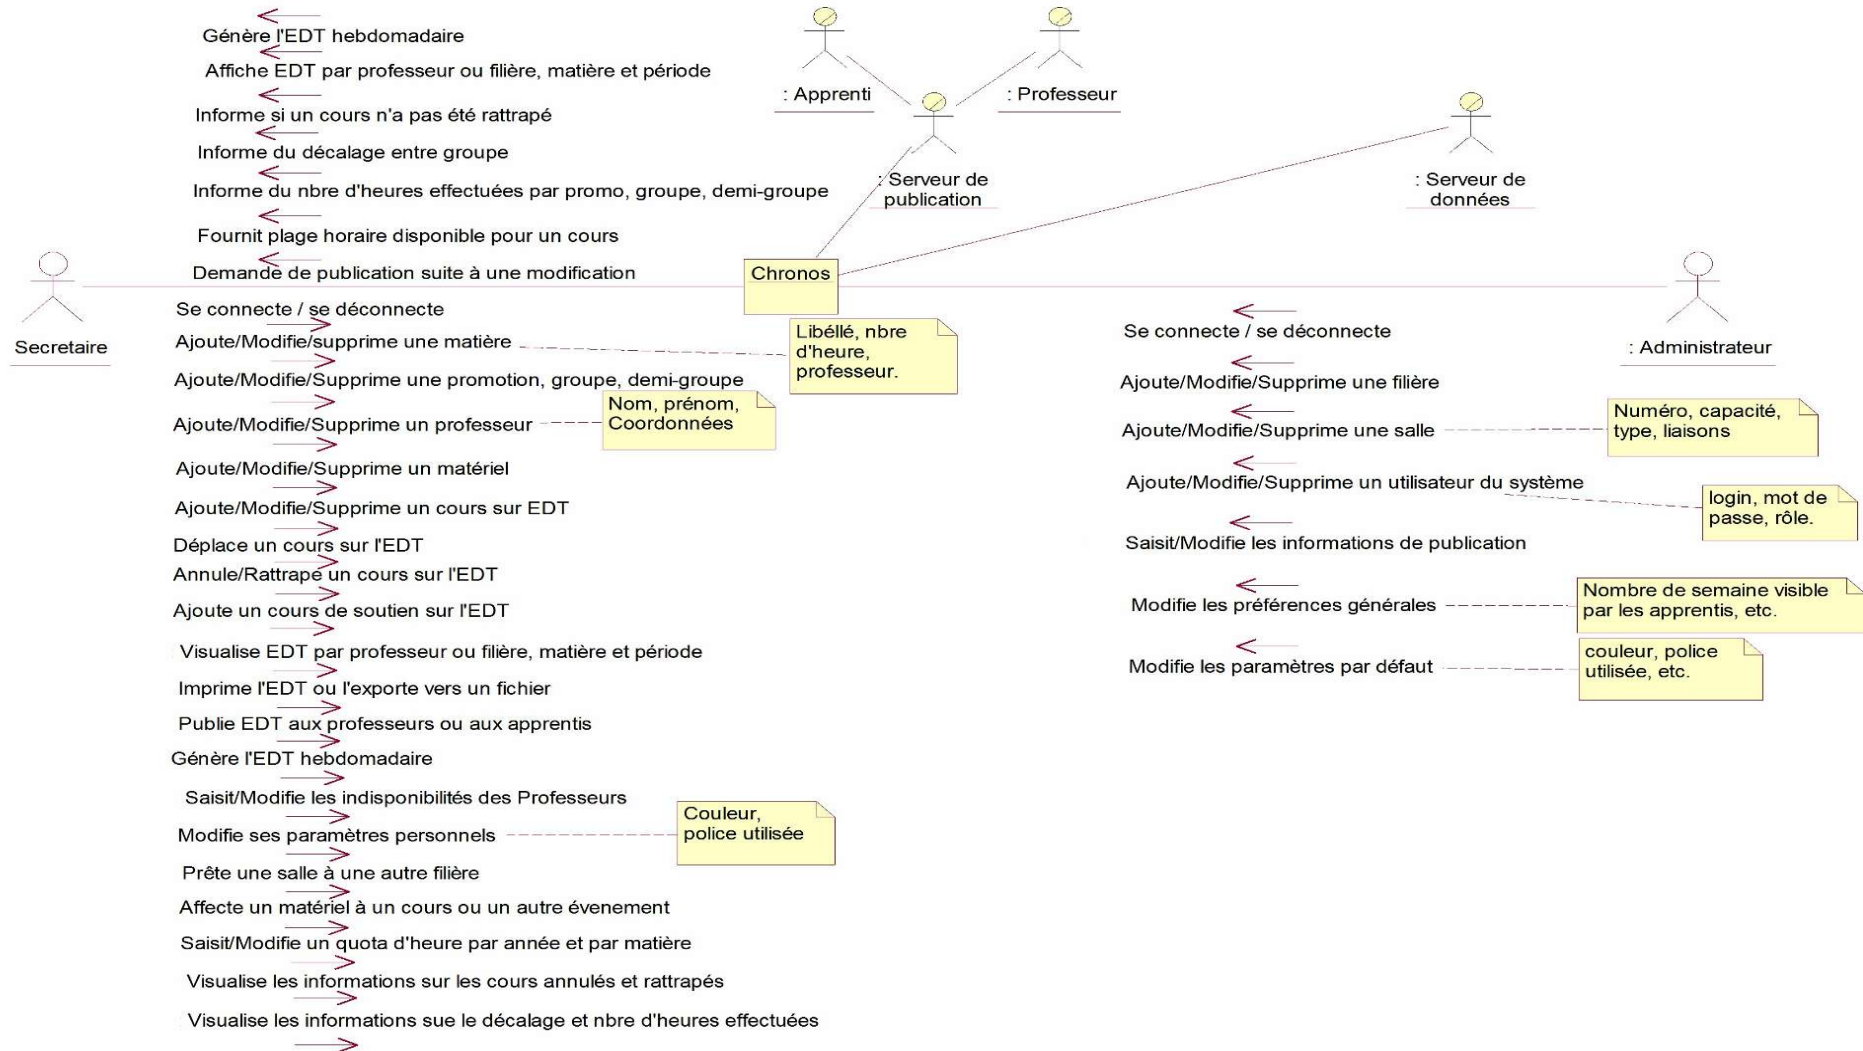 Génère l'EDT hebdomadaire
Affiche EDT par professeur ou filière, matière et période
Informe si un cours n'a pas été rattrapé
Informe du décalage entre groupe
Informe du nbre d'heures effectuées par promo, groupe, demi-groupe
Fournit plage horaire disponible pour un cours
Demande de publication suite à une modification
: Apprenti
: Professeur
: Serveur de
publication
: Serveur de
données
Chronos
Secretaire
: Administrateur
Se connecte / se déconnecte
Ajoute/Modifie/supprime une matière
Libéllé, nbre
d'heure,
professeur.
Ajoute/Modifie/Supprime une promotion, groupe, demi-groupe
Ajoute/Modifie/Supprime un professeur
Nom, prénom,
Coordonnées
Ajoute/Modifie/Supprime un matériel
Ajoute/Modifie/Supprime un cours sur EDT
Déplace un cours sur l'EDT
Annule/Rattrape un cours sur l'EDT
Ajoute un cours de soutien sur l'EDT
Visualise EDT par professeur ou filière, matière et période
Imprime l'EDT ou l'exporte vers un fichier
Publie EDT aux professeurs ou aux apprentis
Génère l'EDT hebdomadaire
Saisit/Modifie les indisponibilités des Professeurs
Modifie ses paramètres personnels
Couleur,
police utilisée
Prête une salle à une autre filière
Affecte un matériel à un cours ou un autre évenement
Saisit/Modifie un quota d'heure par année et par matière
Visualise les informations sur les cours annulés et rattrapés
Visualise les informations sue le décalage et nbre d'heures effectuées
Se connecte / se déconnecte
Ajoute/Modifie/Supprime une filière
Ajoute/Modifie/Supprime une salle
Numéro, capacité,
type, liaisons
Ajoute/Modifie/Supprime un utilisateur du système
login, mot de
passe, rôle.
Saisit/Modifie les informations de publication
Modifie les préférences générales
Nombre de semaine visible
par les apprentis, etc.
Modifie les paramètres par défaut
couleur, police
utilisée, etc.